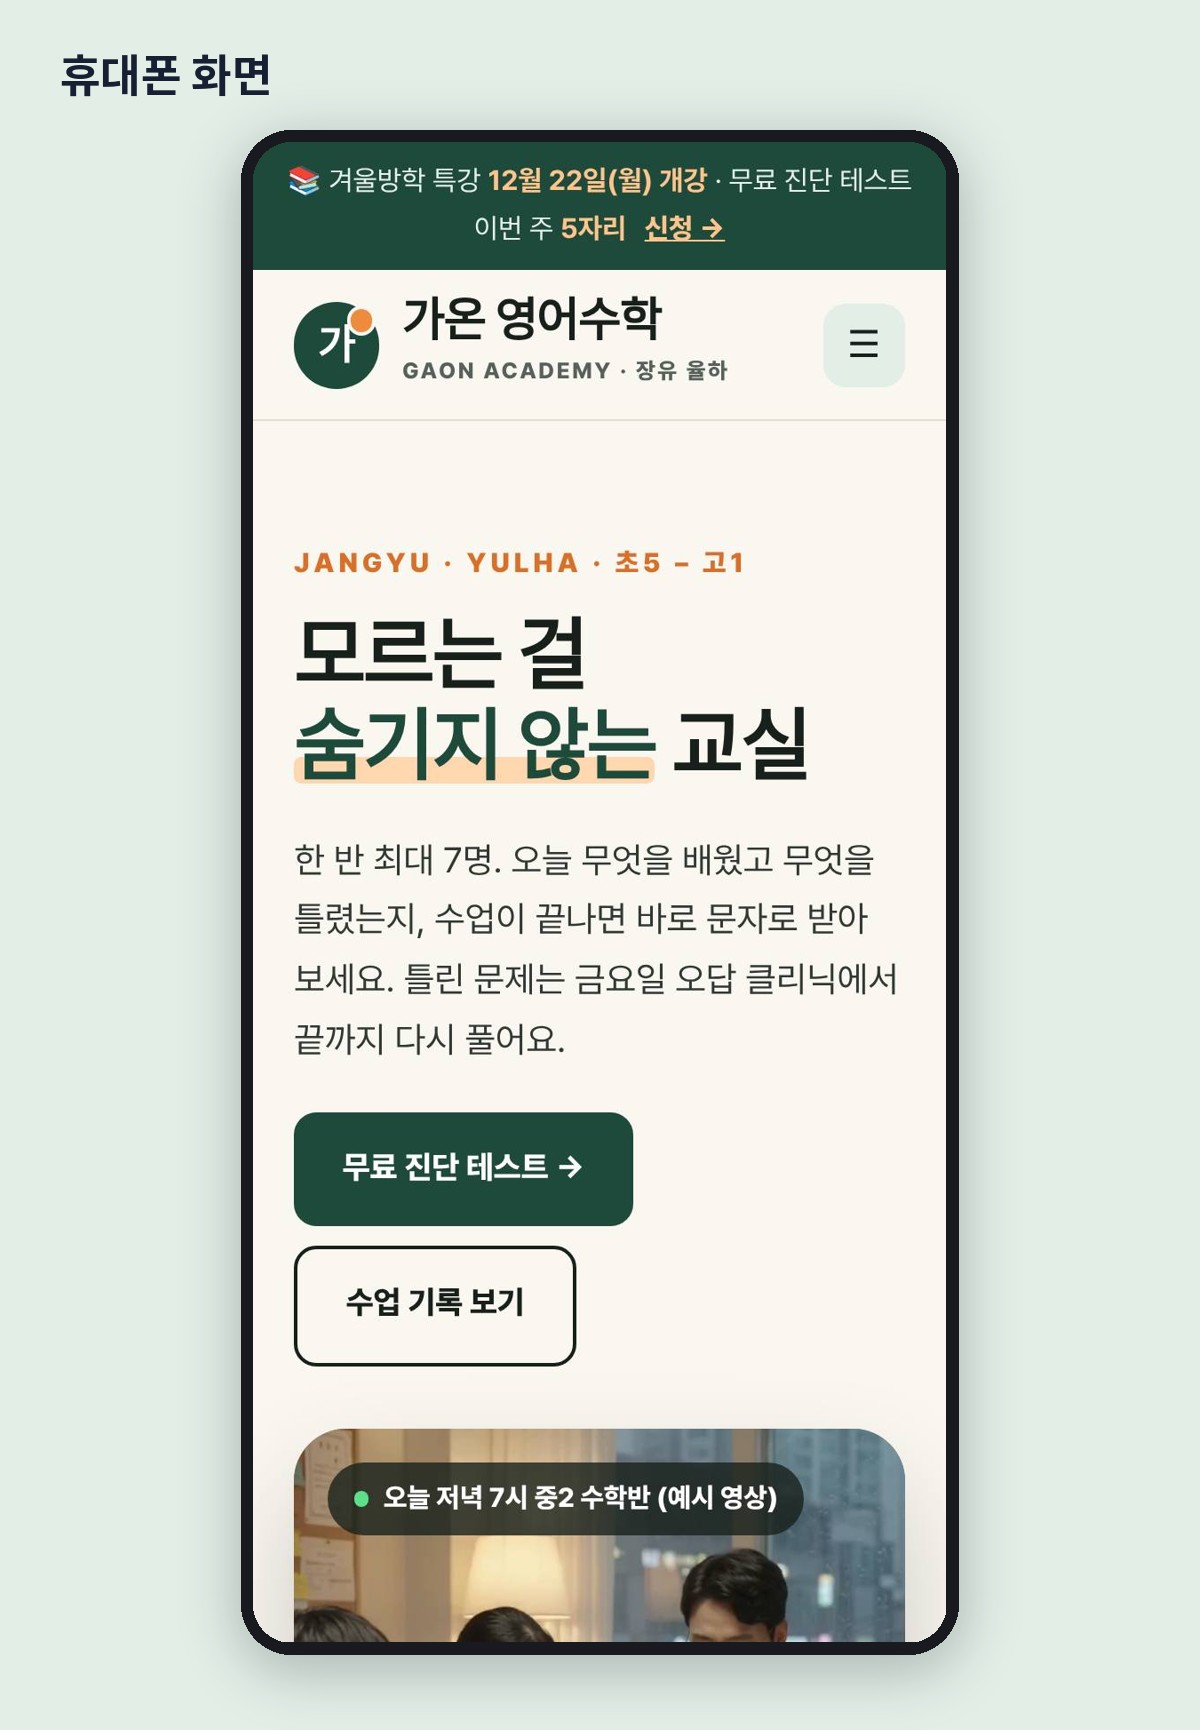 휴대폰 화면
📚 겨울방학 특강 12월 22일(월) 개강 · 무료 진단 테스트
이번 주 5자리 신청 →
가
가온 영어수학
GAON ACADEMY · 장유 율하
☰
JANGYU · YULHA · 초5 – 고1
모르는 걸
숨기지 않는 교실
한 반 최대 7명. 오늘 무엇을 배웠고 무엇을
틀렸는지, 수업이 끝나면 바로 문자로 받아
보세요. 틀린 문제는 금요일 오답 클리닉에서
끝까지 다시 풀어요.
무료 진단 테스트 →
수업 기록 보기
오늘 저녁 7시 중2 수학반 (예시 영상)